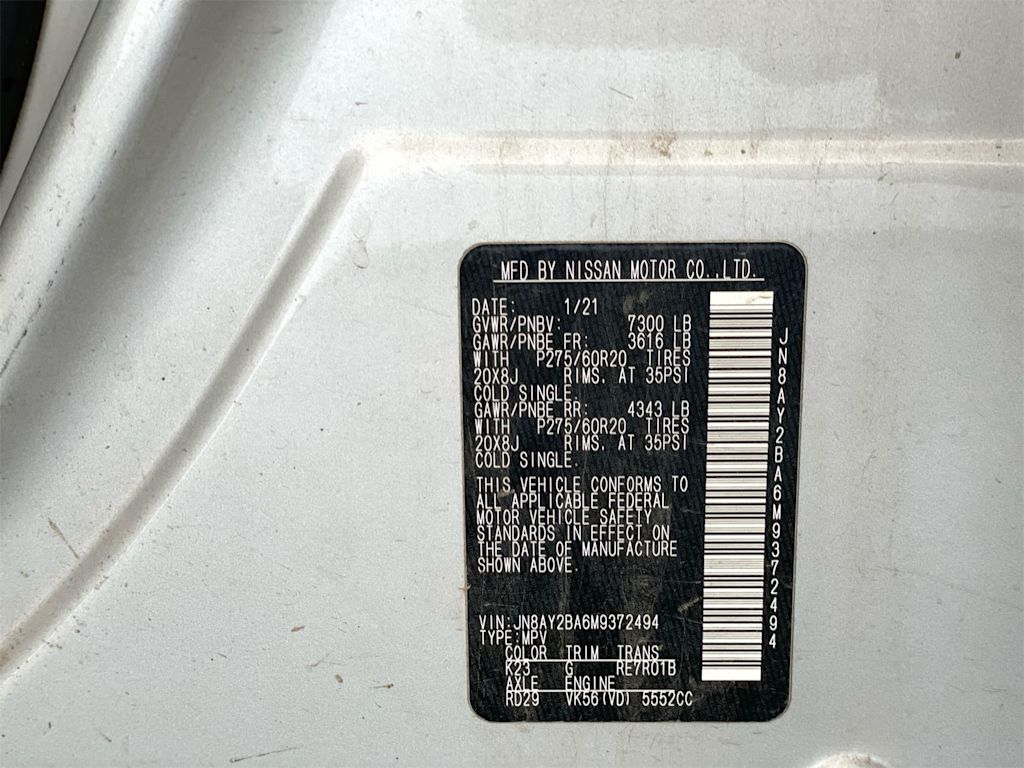 MFD BY NISSAN MOTOR CO.,LTD.
DATE: 1/21
GVWR/PNBV: 7300 LB
GAWR/PNBE FR: 3616 LB
WITH P275/60R20 TIRES
20X8J RIMS, AT 35PSI
COLD SINGLE.
GAWR/PNBE RR: 4343 LB
WITH P275/60R20 TIRES
20X8J RIMS, AT 35PSI
COLD SINGLE.
THIS VEHICLE CONFORMS TO
ALL APPLICABLE FEDERAL
MOTOR VEHICLE SAFETY
STANDARDS IN EFFECT ON
THE DATE OF MANUFACTURE
SHOWN ABOVE.
VIN:JN8AY2BA6M9372494
TYPE:MPV
COLOR TRIM TRANS
K23 G RE7R01B
AXLE ENGINE
RD29 VK56(VD) 5552CC
JN8AY2BA6M9372494